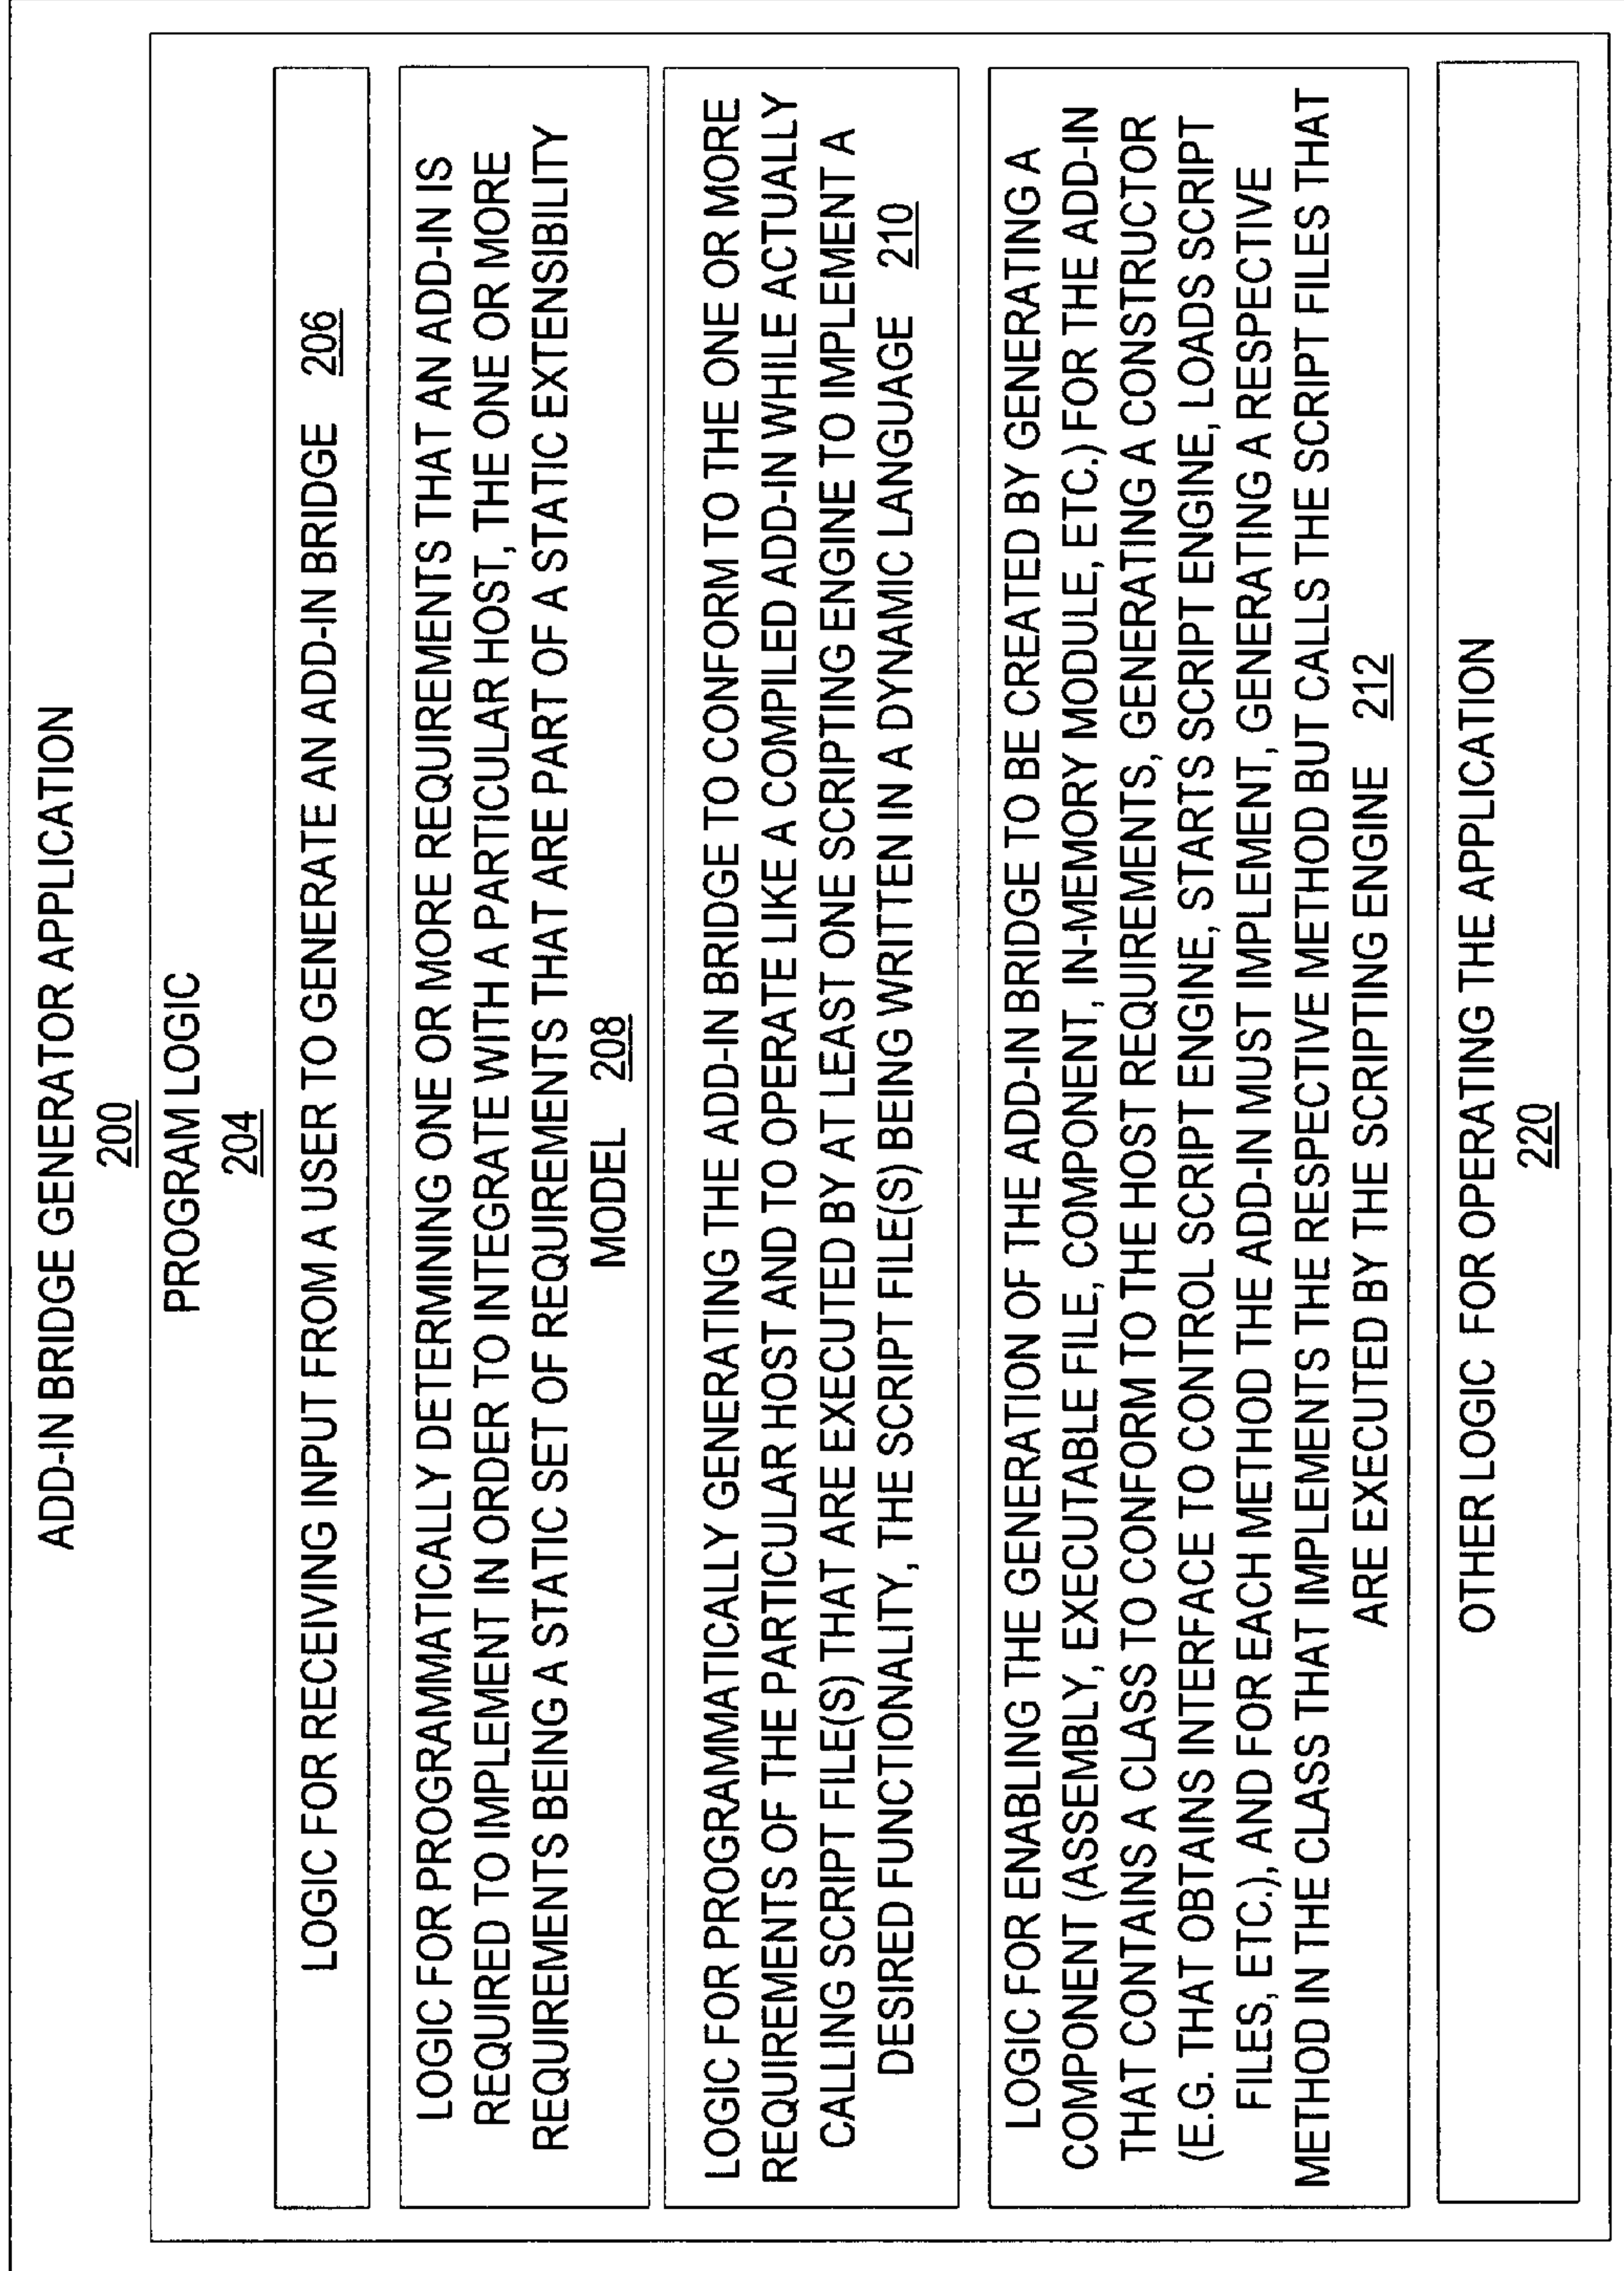 ADD-IN BRIDGE GENERATOR APPLICATION
200
PROGRAM LOGIC
204
LOGIC FOR RECEIVING INPUT FROM A USER TO GENERATE AN ADD-IN BRIDGE 206
LOGIC FOR PROGRAMMATICALLY DETERMINING ONE OR MORE REQUIREMENTS THAT AN ADD-IN IS
REQUIRED TO IMPLEMENT IN ORDER TO INTEGRATE WITH A PARTICULAR HOST, THE ONE OR MORE
REQUIREMENTS BEING A STATIC SET OF REQUIREMENTS THAT ARE PART OF A STATIC EXTENSIBILITY
MODEL 208
LOGIC FOR PROGRAMMATICALLY GENERATING THE ADD-IN BRIDGE TO CONFORM TO THE ONE OR MORE
REQUIREMENTS OF THE PARTICULAR HOST AND TO OPERATE LIKE A COMPILED ADD-IN WHILE ACTUALLY
CALLING SCRIPT FILE(S) THAT ARE EXECUTED BY AT LEAST ONE SCRIPTING ENGINE TO IMPLEMENT A
DESIRED FUNCTIONALITY, THE SCRIPT FILE(S) BEING WRITTEN IN A DYNAMIC LANGUAGE 210
LOGIC FOR ENABLING THE GENERATION OF THE ADD-IN BRIDGE TO BE CREATED BY GENERATING A
COMPONENT (ASSEMBLY, EXECUTABLE FILE, COMPONENT, IN-MEMORY MODULE, ETC.) FOR THE ADD-IN
THAT CONTAINS A CLASS TO CONFORM TO THE HOST REQUIREMENTS, GENERATING A CONSTRUCTOR
(E.G. THAT OBTAINS INTERFACE TO CONTROL SCRIPT ENGINE, STARTS SCRIPT ENGINE, LOADS SCRIPT
FILES, ETC.), AND FOR EACH METHOD THE ADD-IN MUST IMPLEMENT, GENERATING A RESPECTIVE
METHOD IN THE CLASS THAT IMPLEMENTS THE RESPECTIVE METHOD BUT CALLS THE SCRIPT FILES THAT
ARE EXECUTED BY THE SCRIPTING ENGINE 212
OTHER LOGIC FOR OPERATING THE APPLICATION
220